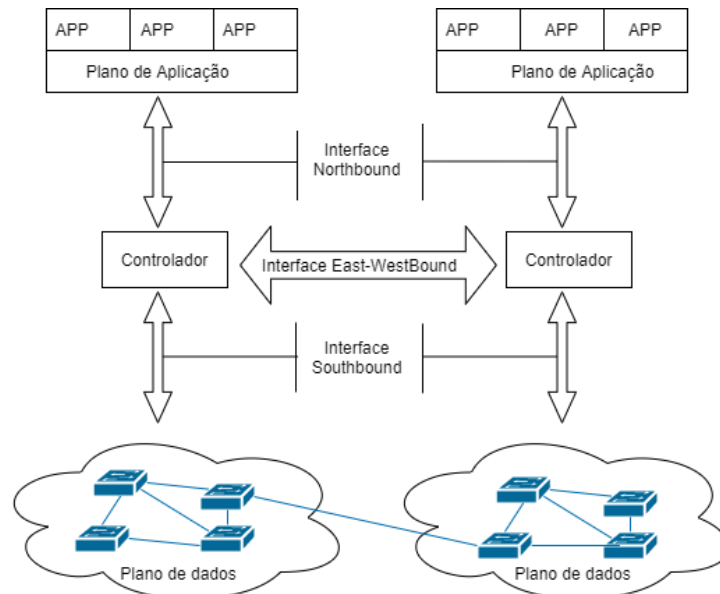 APP APP APP
Plano de Aplicação
APP APP APP
Plano de Aplicação
Interface
Northbound
Controlador
Interface East-WestBound
Controlador
Interface
Southbound
Plano de dados
Plano de dados